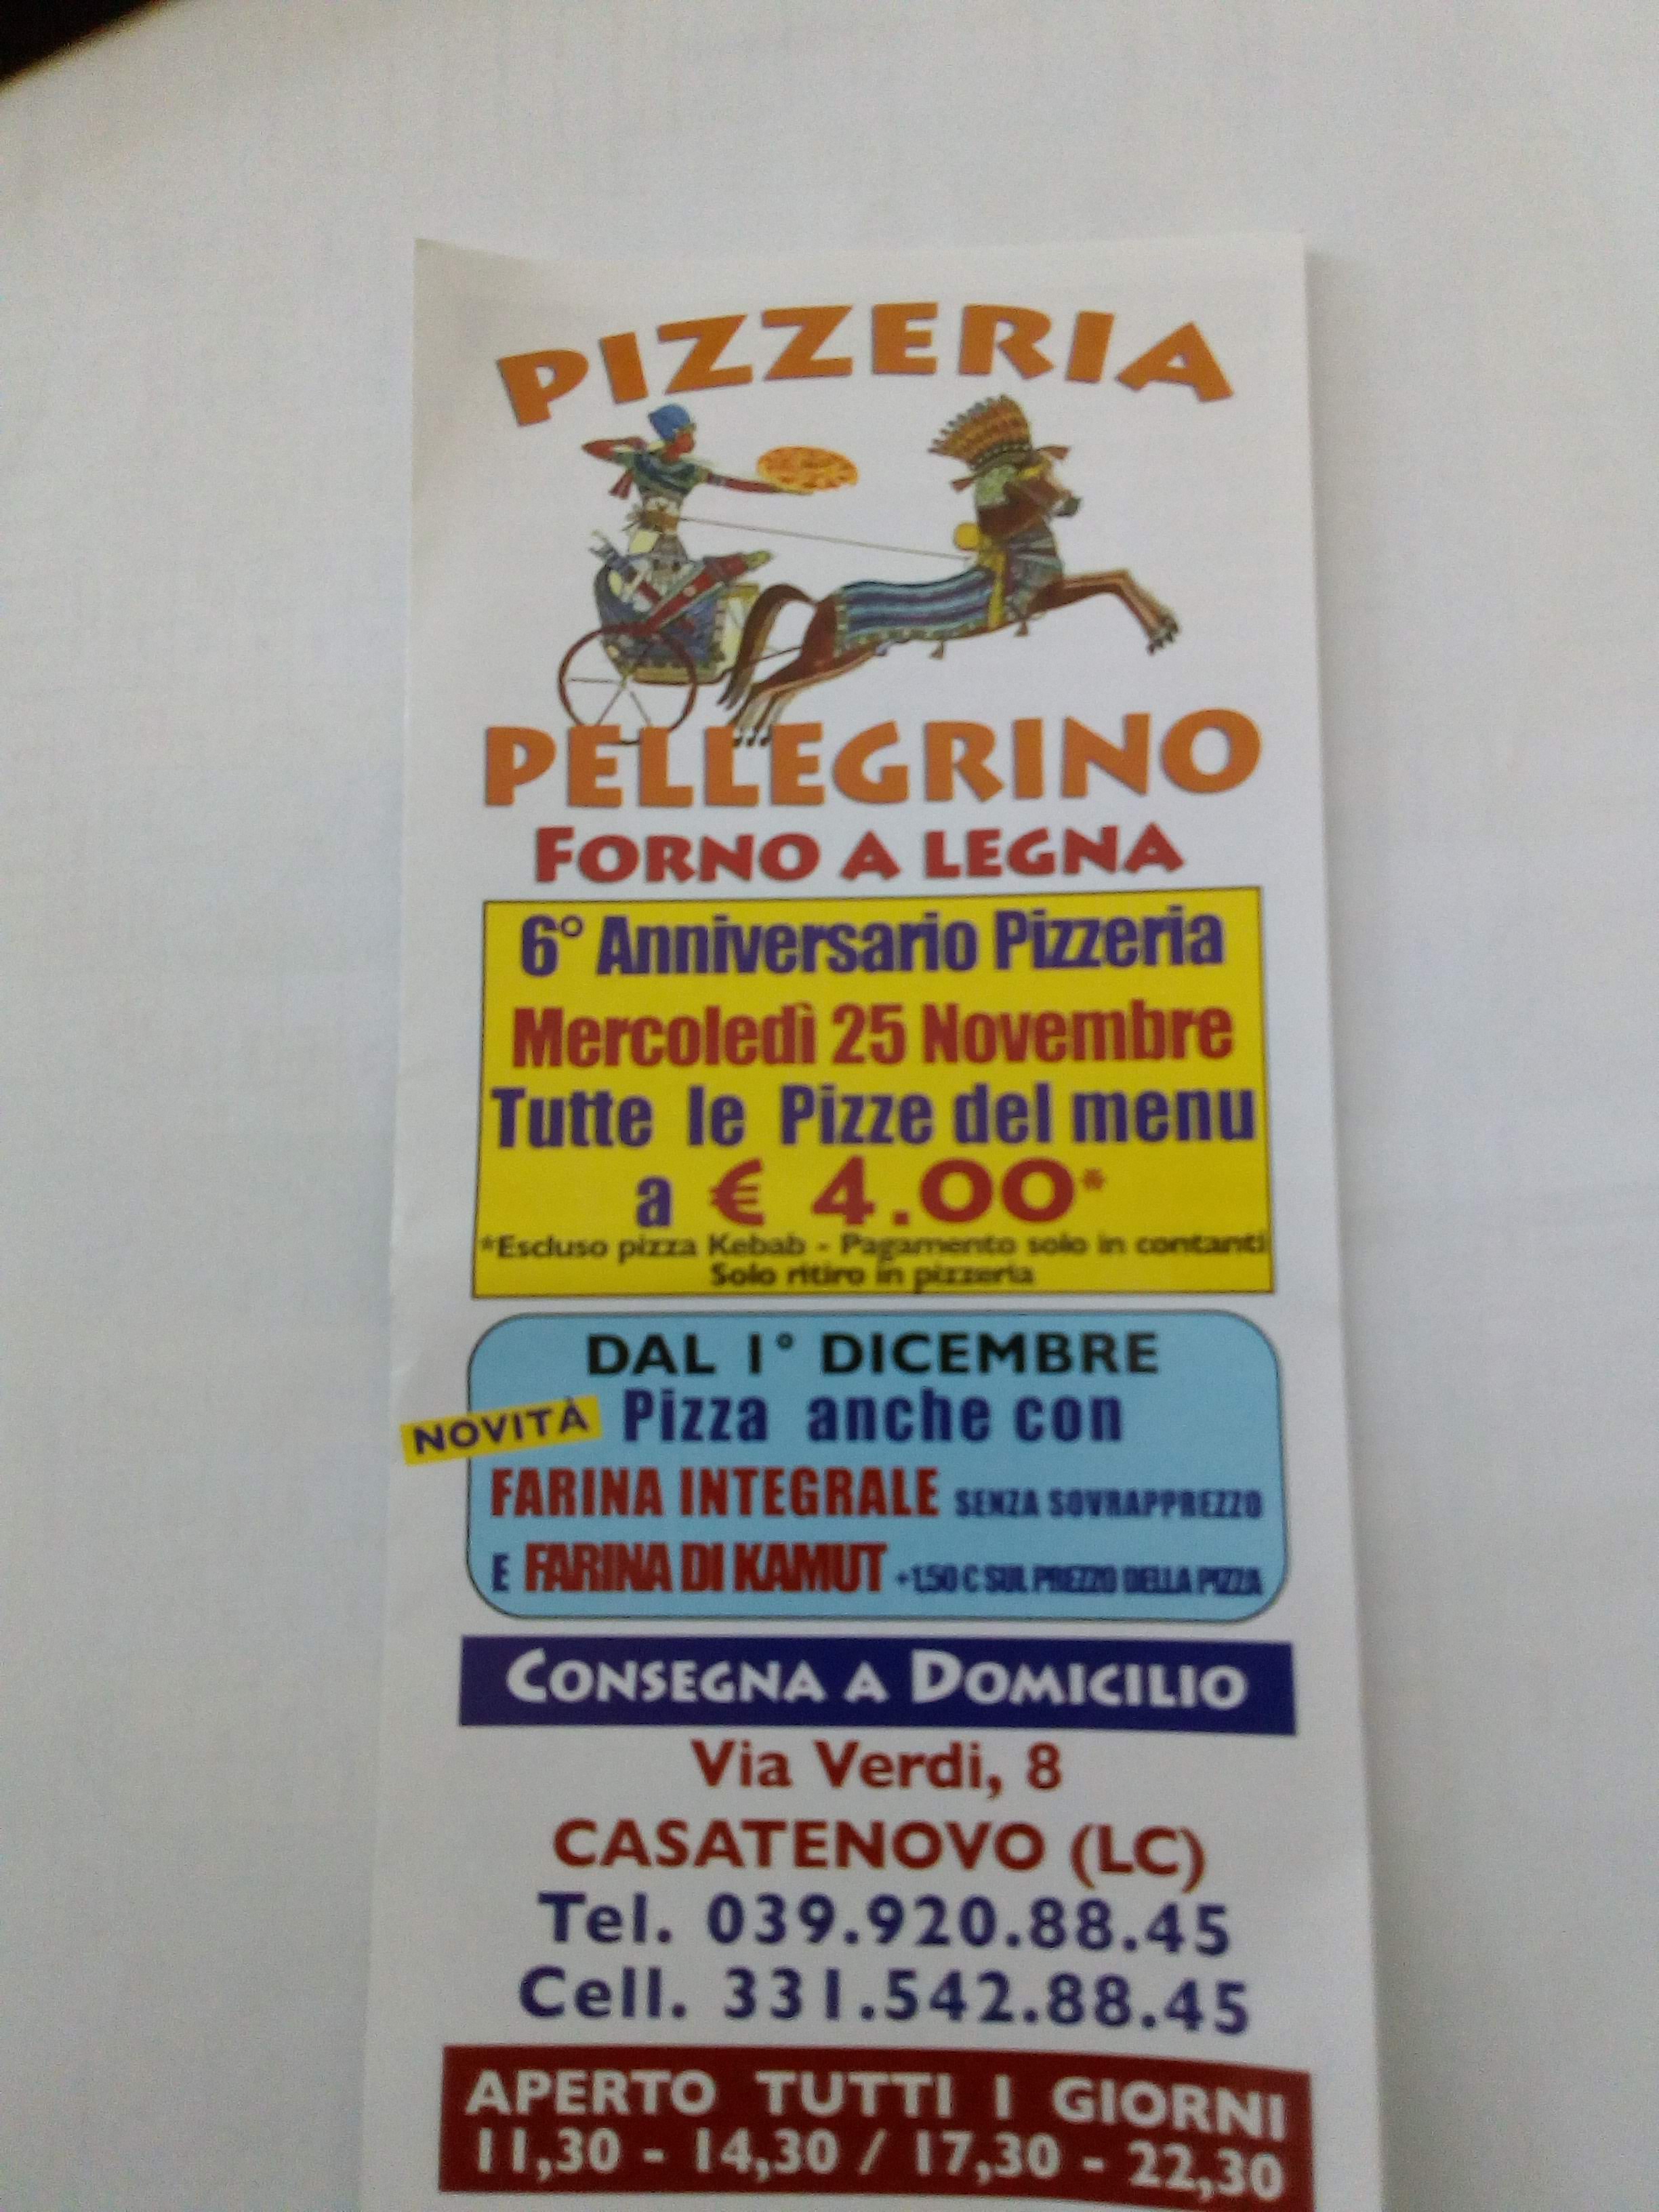 PIZZERIA
PELLEGRINO
FORNO A LEGNA
6° Anniversario Pizzeria
Mercoledì 25 Novembre
Tutte le Pizze del menu
a € 4.00*
*Escluso pizza Kebab - Pagamento solo in contanti
Solo ritiro in pizzeria
DAL 1° DICEMBRE
NOVITÀ Pizza anche con
FARINA INTEGRALE SENZA SOVRAPPREZZO
E FARINA DI KAMUT +1,50 € SUL PREZZO DELLA PIZZA
CONSEGNA A DOMICILIO
Via Verdi, 8
CASATENOVO (LC)
Tel. 039.920.88.45
Cell. 331.542.88.45
APERTO TUTTI I GIORNI
11,30 - 14,30 / 17,30 - 22,30